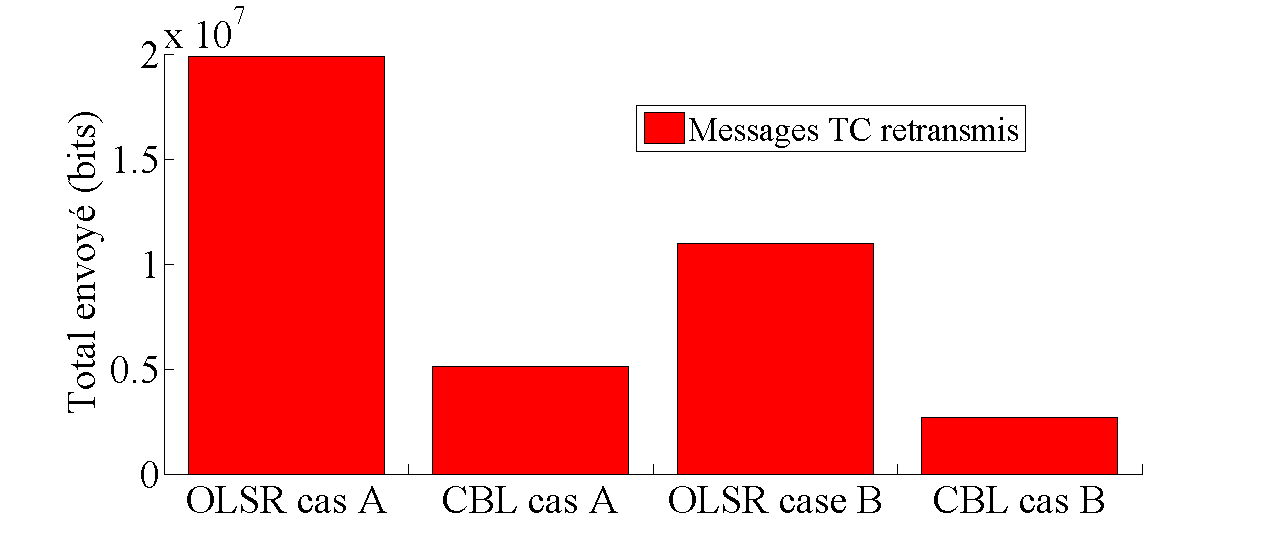 x 10^7
2
1.5
1
0.5
0
Total envoyé (bits)
Messages TC retransmis
OLSR cas A
CBL cas A
OLSR case B
CBL cas B